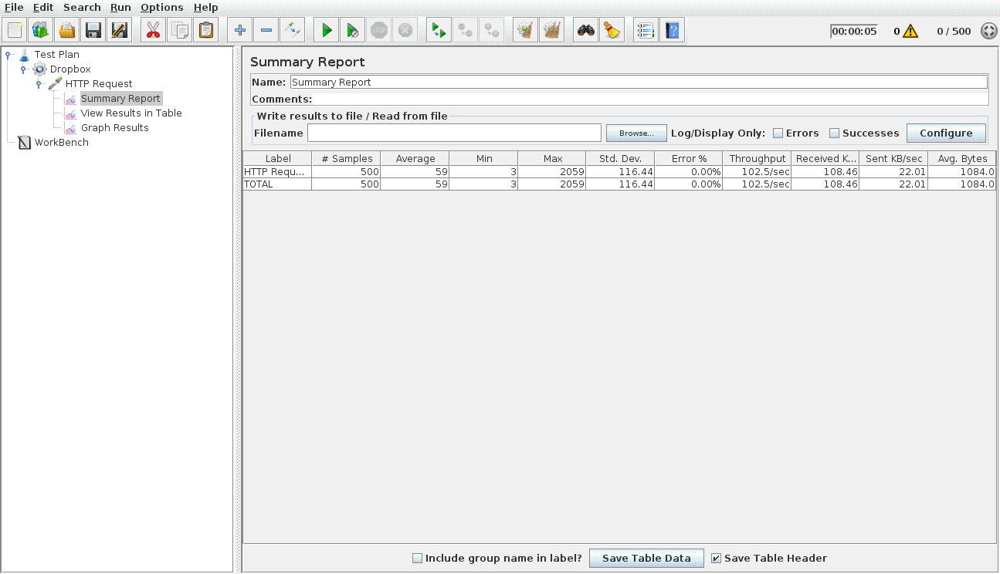 File Edit Search Run Options Help
00:00:05 0 0 / 500
Test Plan
Dropbox
HTTP Request
Summary Report
View Results in Table
Graph Results
WorkBench
Summary Report
Name: Summary Report
Comments:
Write results to file / Read from file
Filename Browse... Log/Display Only: Errors Successes Configure
Label # Samples Average Min Max Std. Dev. Error % Throughput Received K... Sent KB/sec Avg. Bytes
HTTP Requ... 500 59 3 2059 116.44 0.00% 102.5/sec 108.46 22.01 1084.0
TOTAL 500 59 3 2059 116.44 0.00% 102.5/sec 108.46 22.01 1084.0
Include group name in label? Save Table Data Save Table Header